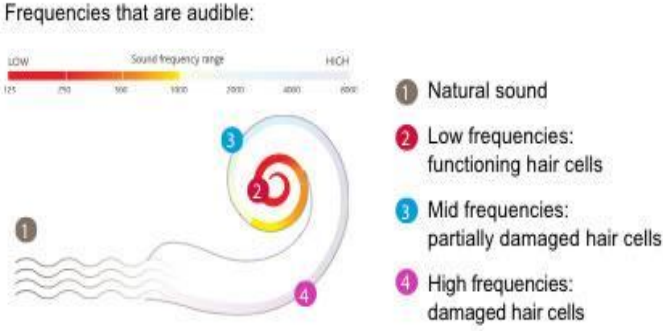 Frequencies that are audible:
LOW Sound frequency range HIGH
125 250 500 1000 2000 4000 8000
1 Natural sound
2 Low frequencies:
functioning hair cells
3 Mid frequencies:
partially damaged hair cells
4 High frequencies:
damaged hair cells
3
2
1
4